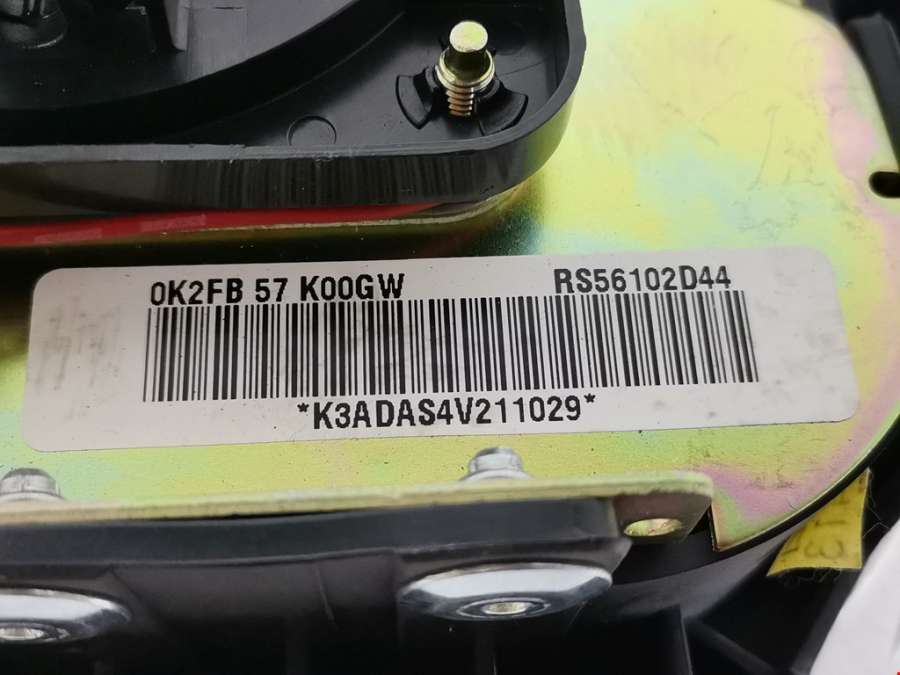 0K2FB 57 K00GW RS56102D44
*K3ADAS4V211029*